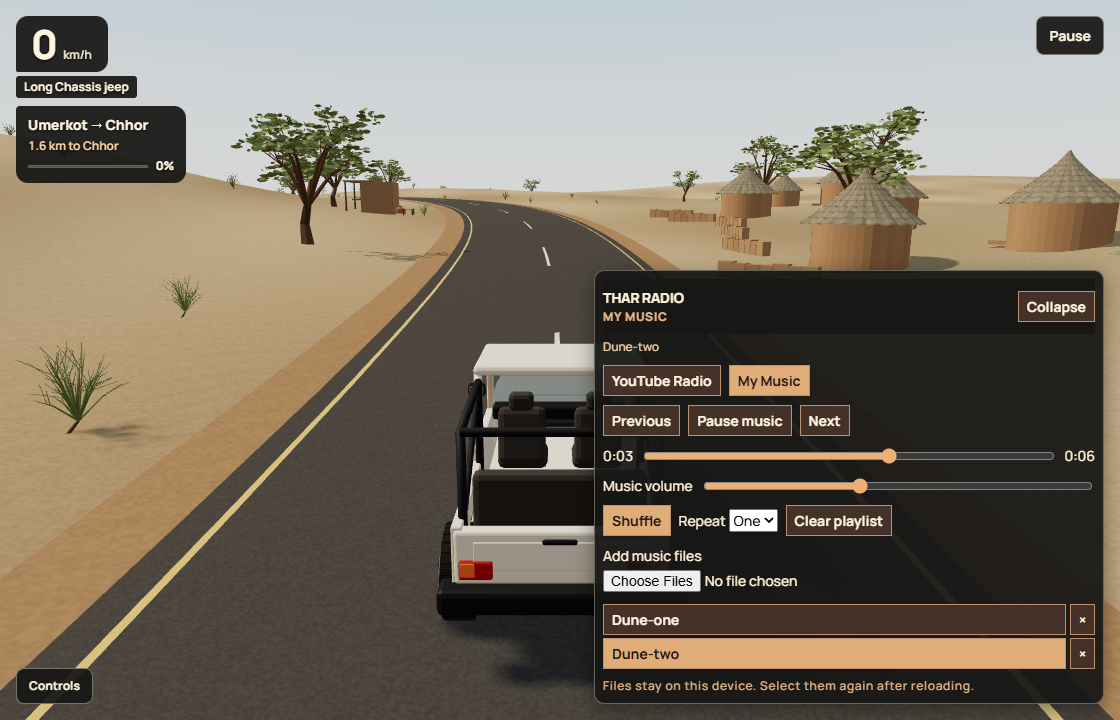 0 km/h
Long Chassis jeep
Umerkot → Chhor
1.6 km to Chhor
0%
Pause
THAR RADIO
MY MUSIC
Collapse
Dune-two
YouTube Radio My Music
Previous Pause music Next
0:03 0:06
Music volume
Shuffle Repeat One Clear playlist
Add music files
Choose Files No file chosen
Dune-one ×
Dune-two ×
Files stay on this device. Select them again after reloading.
Controls